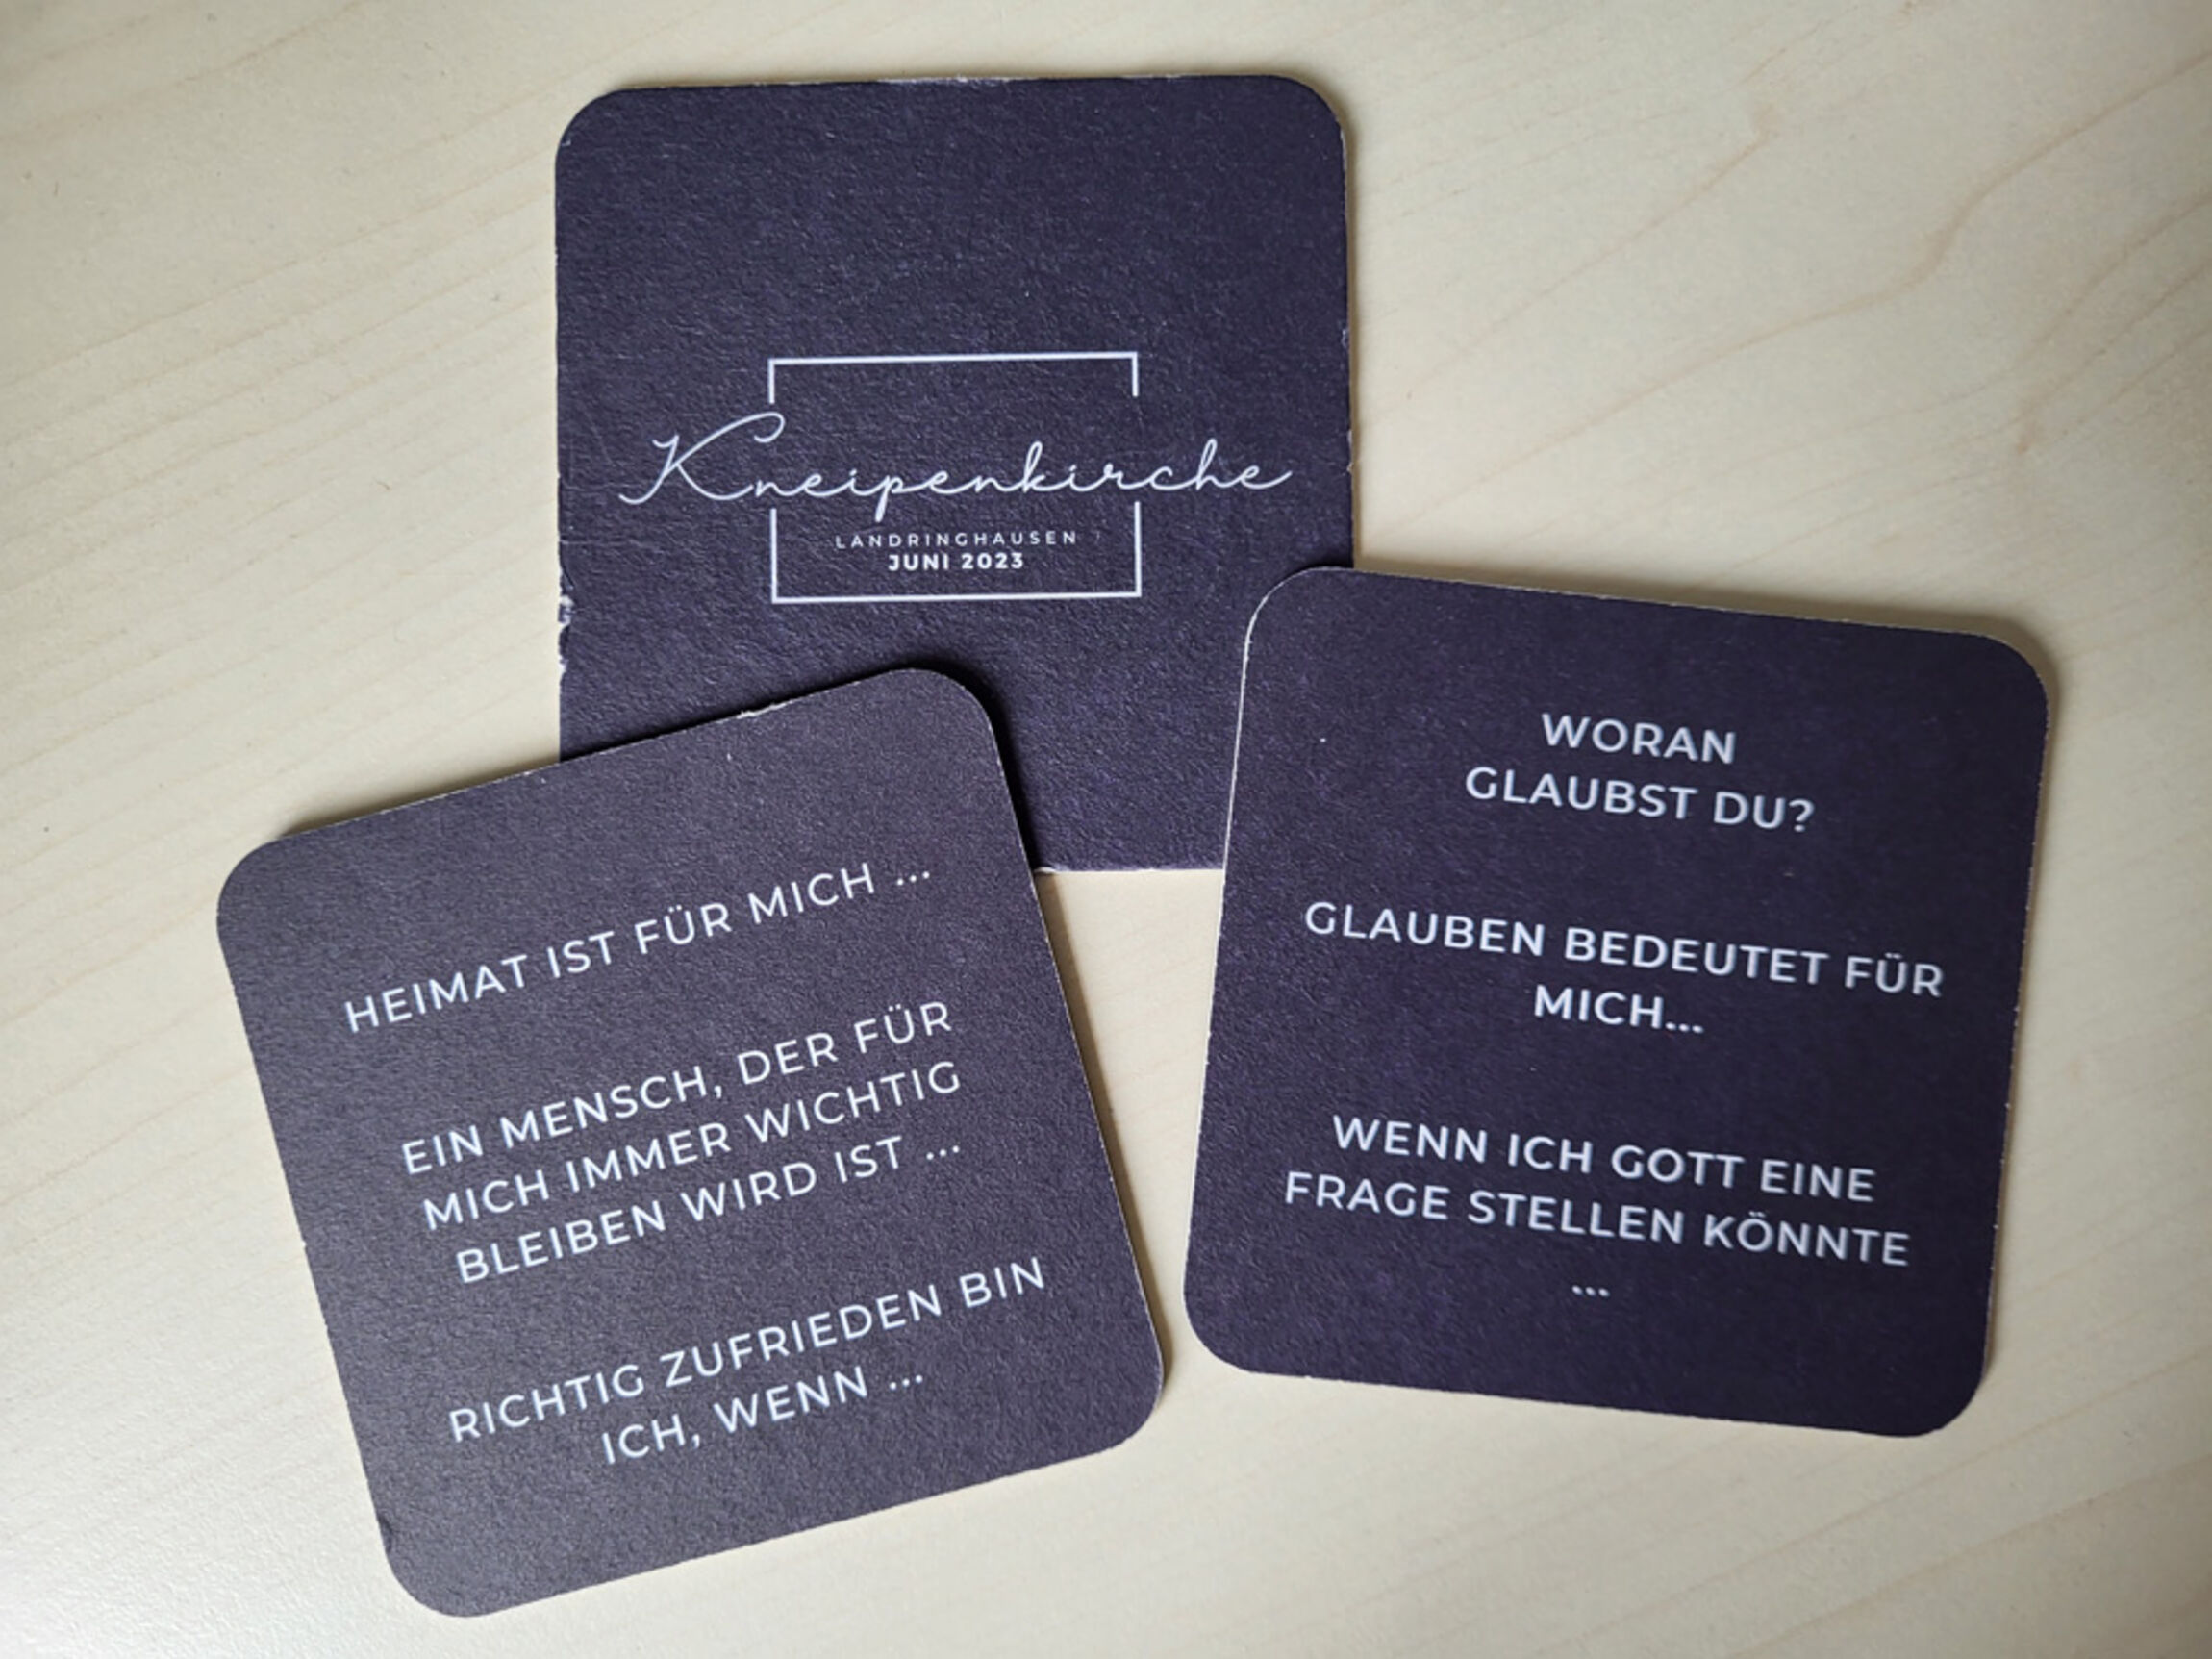 Kneipenkirche
LANDRINGHAUSEN
JUNI 2023
HEIMAT IST FÜR MICH ...
EIN MENSCH, DER FÜR
MICH IMMER WICHTIG
BLEIBEN WIRD IST ...
RICHTIG ZUFRIEDEN BIN
ICH, WENN ...
WORAN
GLAUBST DU?
GLAUBEN BEDEUTET FÜR
MICH...
WENN ICH GOTT EINE
FRAGE STELLEN KÖNNTE
...